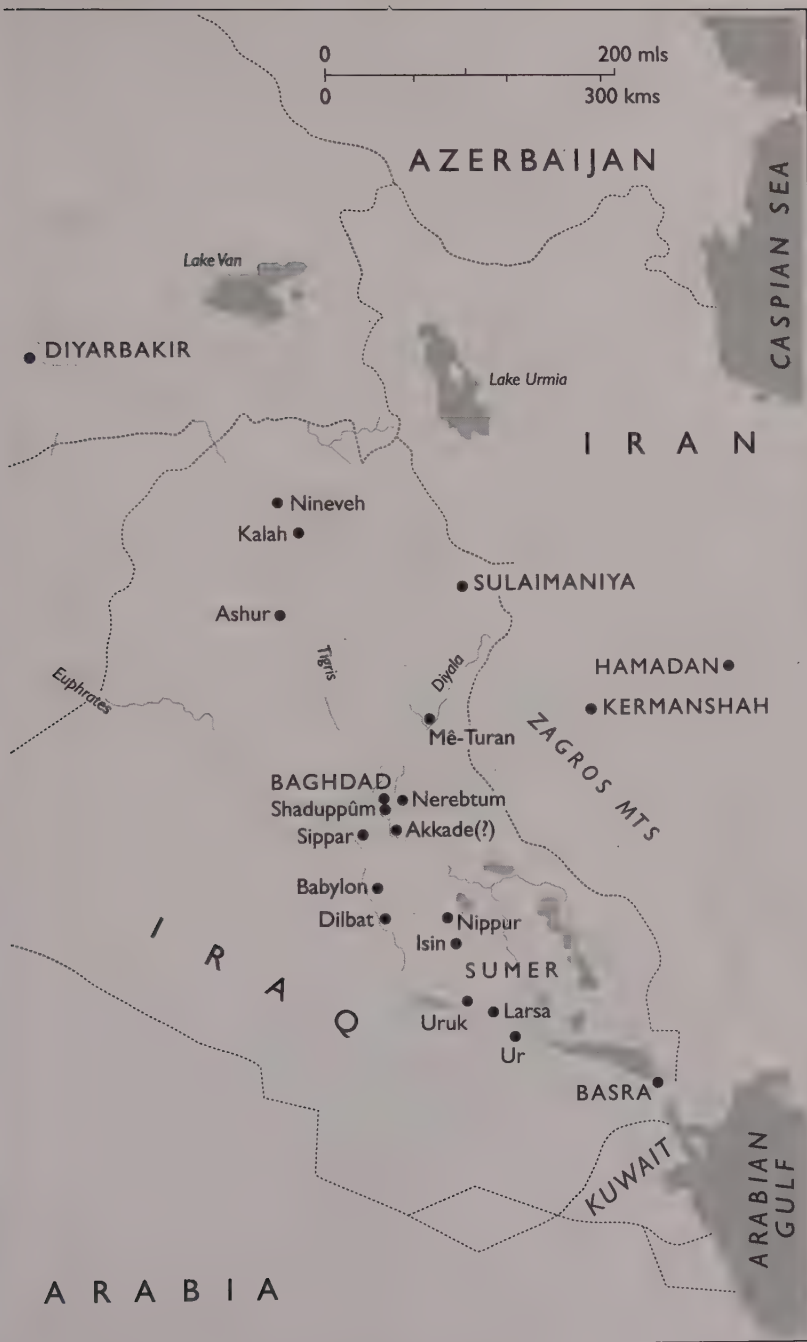 0 200 mls
0 300 kms
AZERBAIJAN
CASPIAN SEA
Lake Van
DIYARBAKIR
Lake Urmia
IRAN
Nineveh
Kalah
SULAIMANIYA
Ashur
Tigris
Diyala
HAMADAN
Euphrates
KERMANSHAH
Mê-Turan
ZAGROS MTS
BAGHDAD
Nerebtum
Shaduppûm
Akkade(?)
Sippar
Babylon
Dilbat
Nippur
IRAQ
Isin
SUMER
Larsa
Uruk
Ur
BASRA
KUWAIT
ARABIAN
GULF
ARABIA